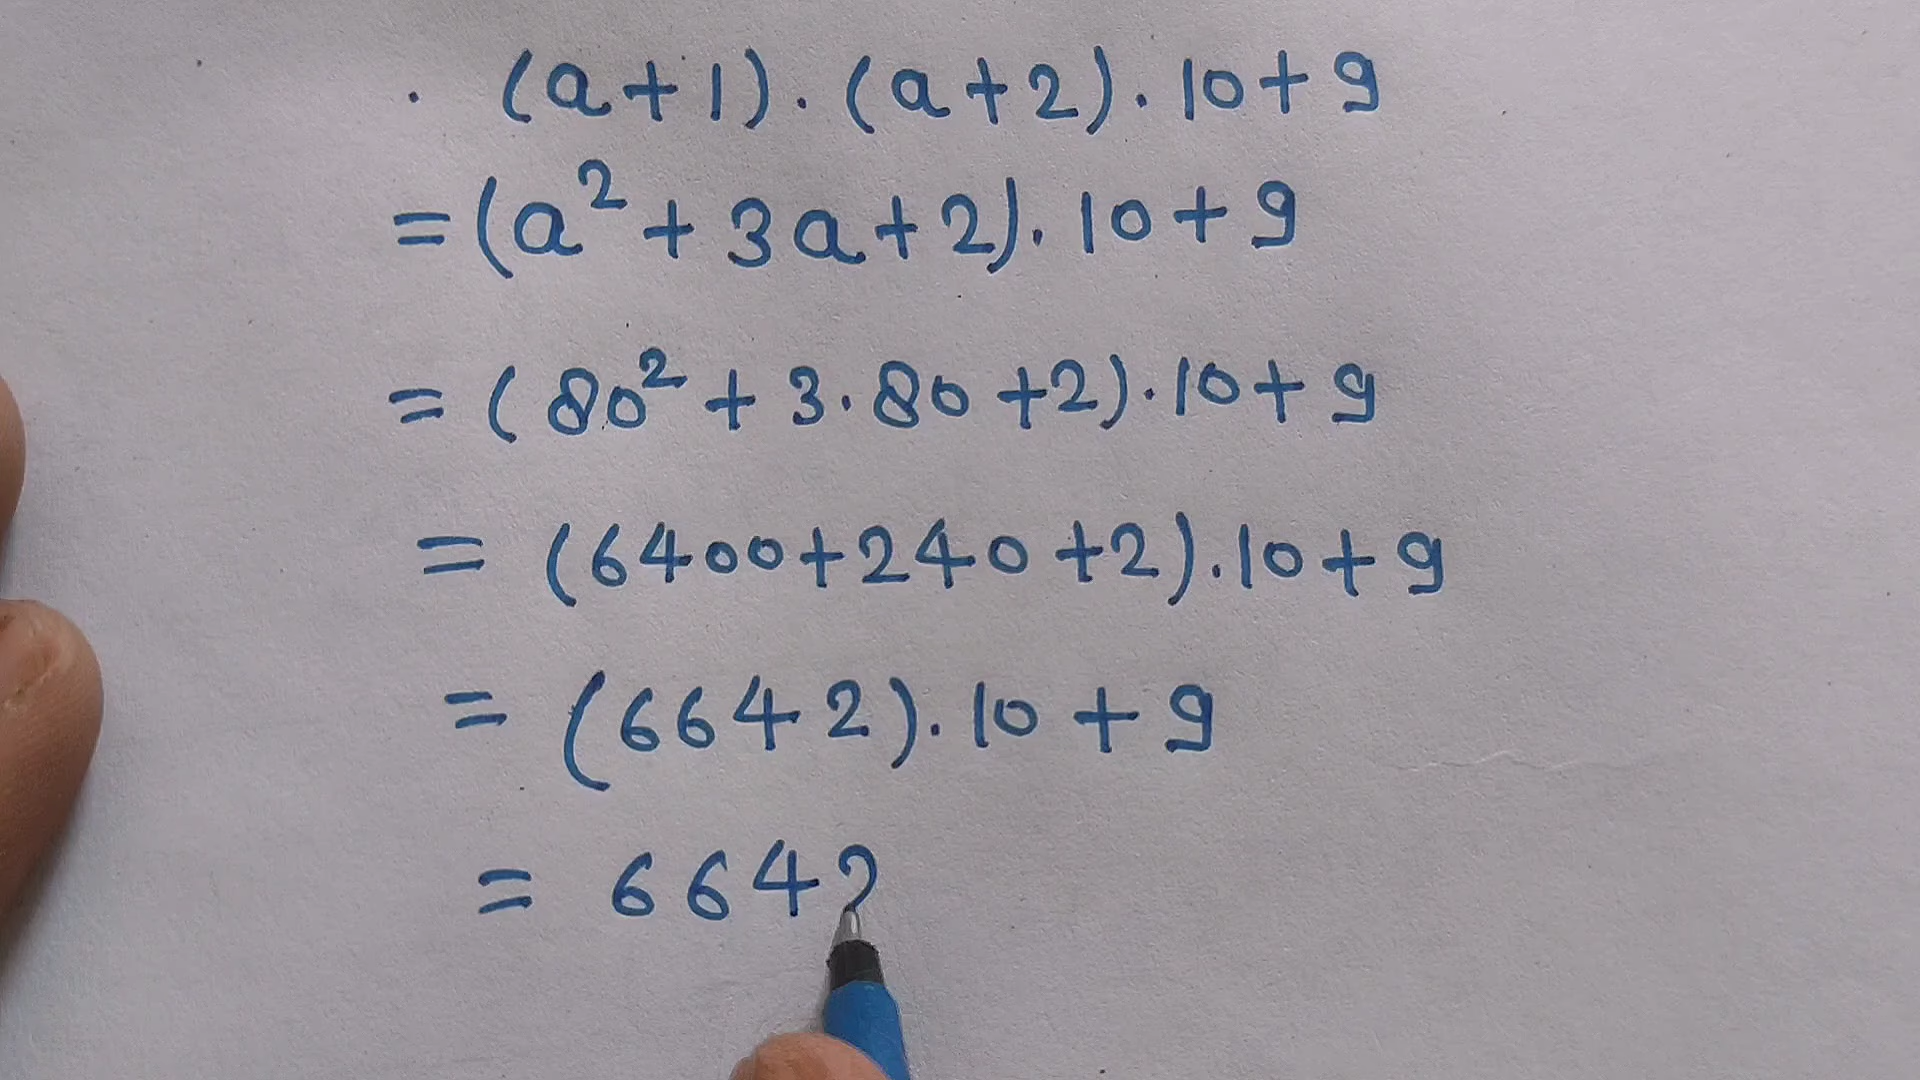 (a+1).(a+2).10+9
=(a²+3a+2).10+9
=(80²+3.80+2).10+9
=(6400+240+2).10+9
=(6642).10+9
=6642